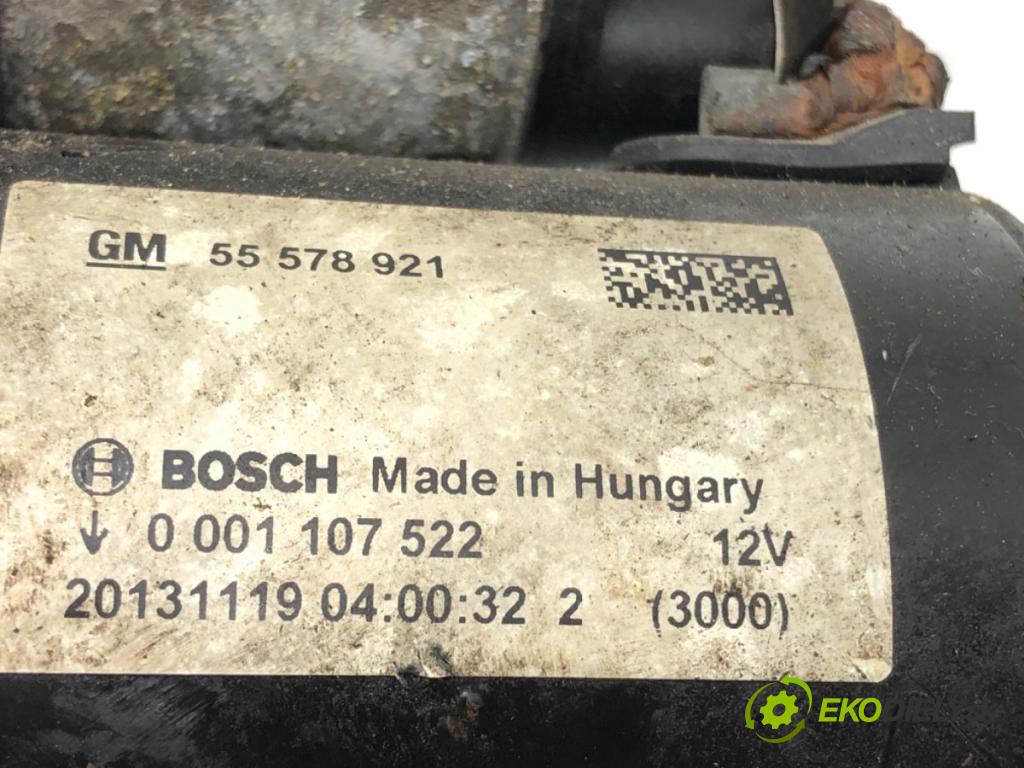 GM 55 578 921
BOSCH Made in Hungary
0 001 107 522 12V
20131119 04:00:32 2 (3000)
EKO